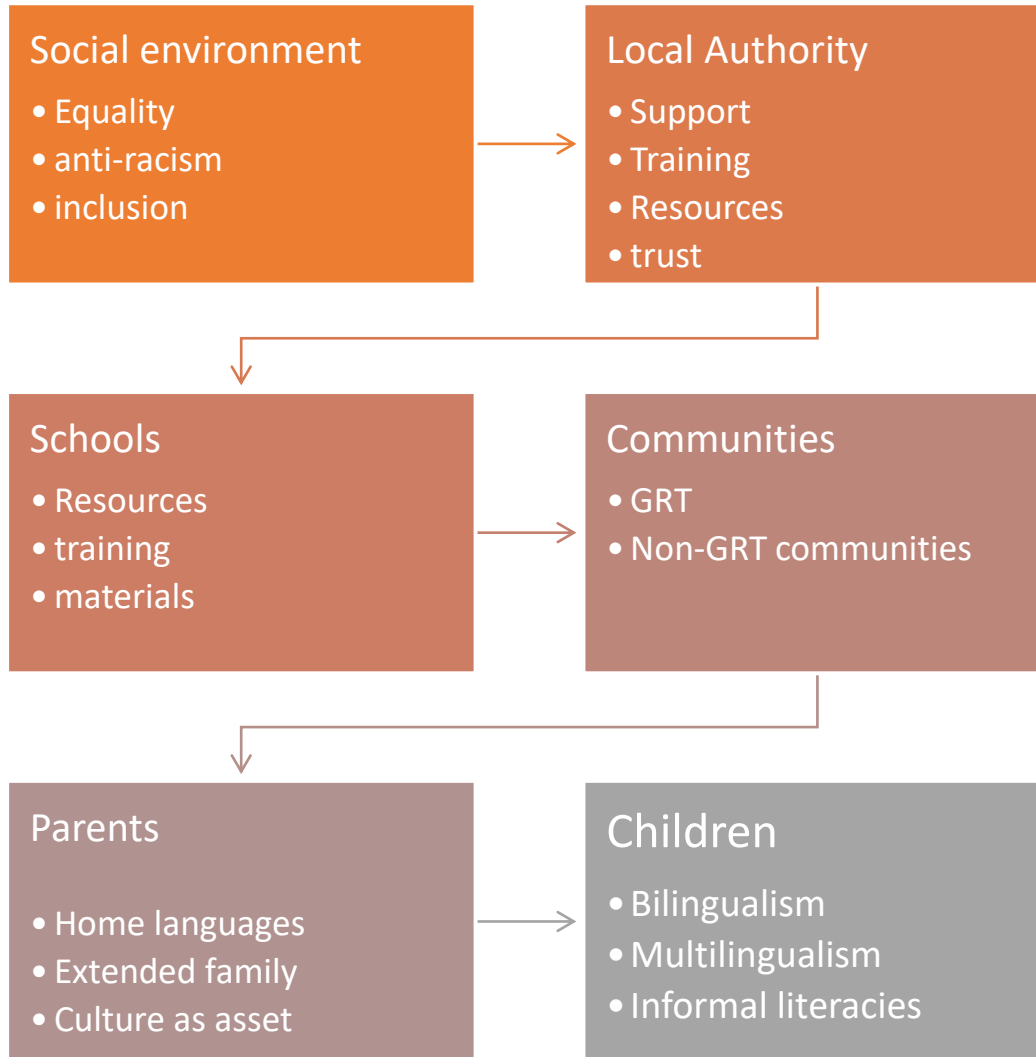 Social environment
• Equality
• anti-racism
• inclusion
Local Authority
• Support
• Training
• Resources
• trust
Schools
• Resources
• training
• materials
Communities
• GRT
• Non-GRT communities
Parents
• Home languages
• Extended family
• Culture as asset
Children
• Bilingualism
• Multilingualism
• Informal literacies